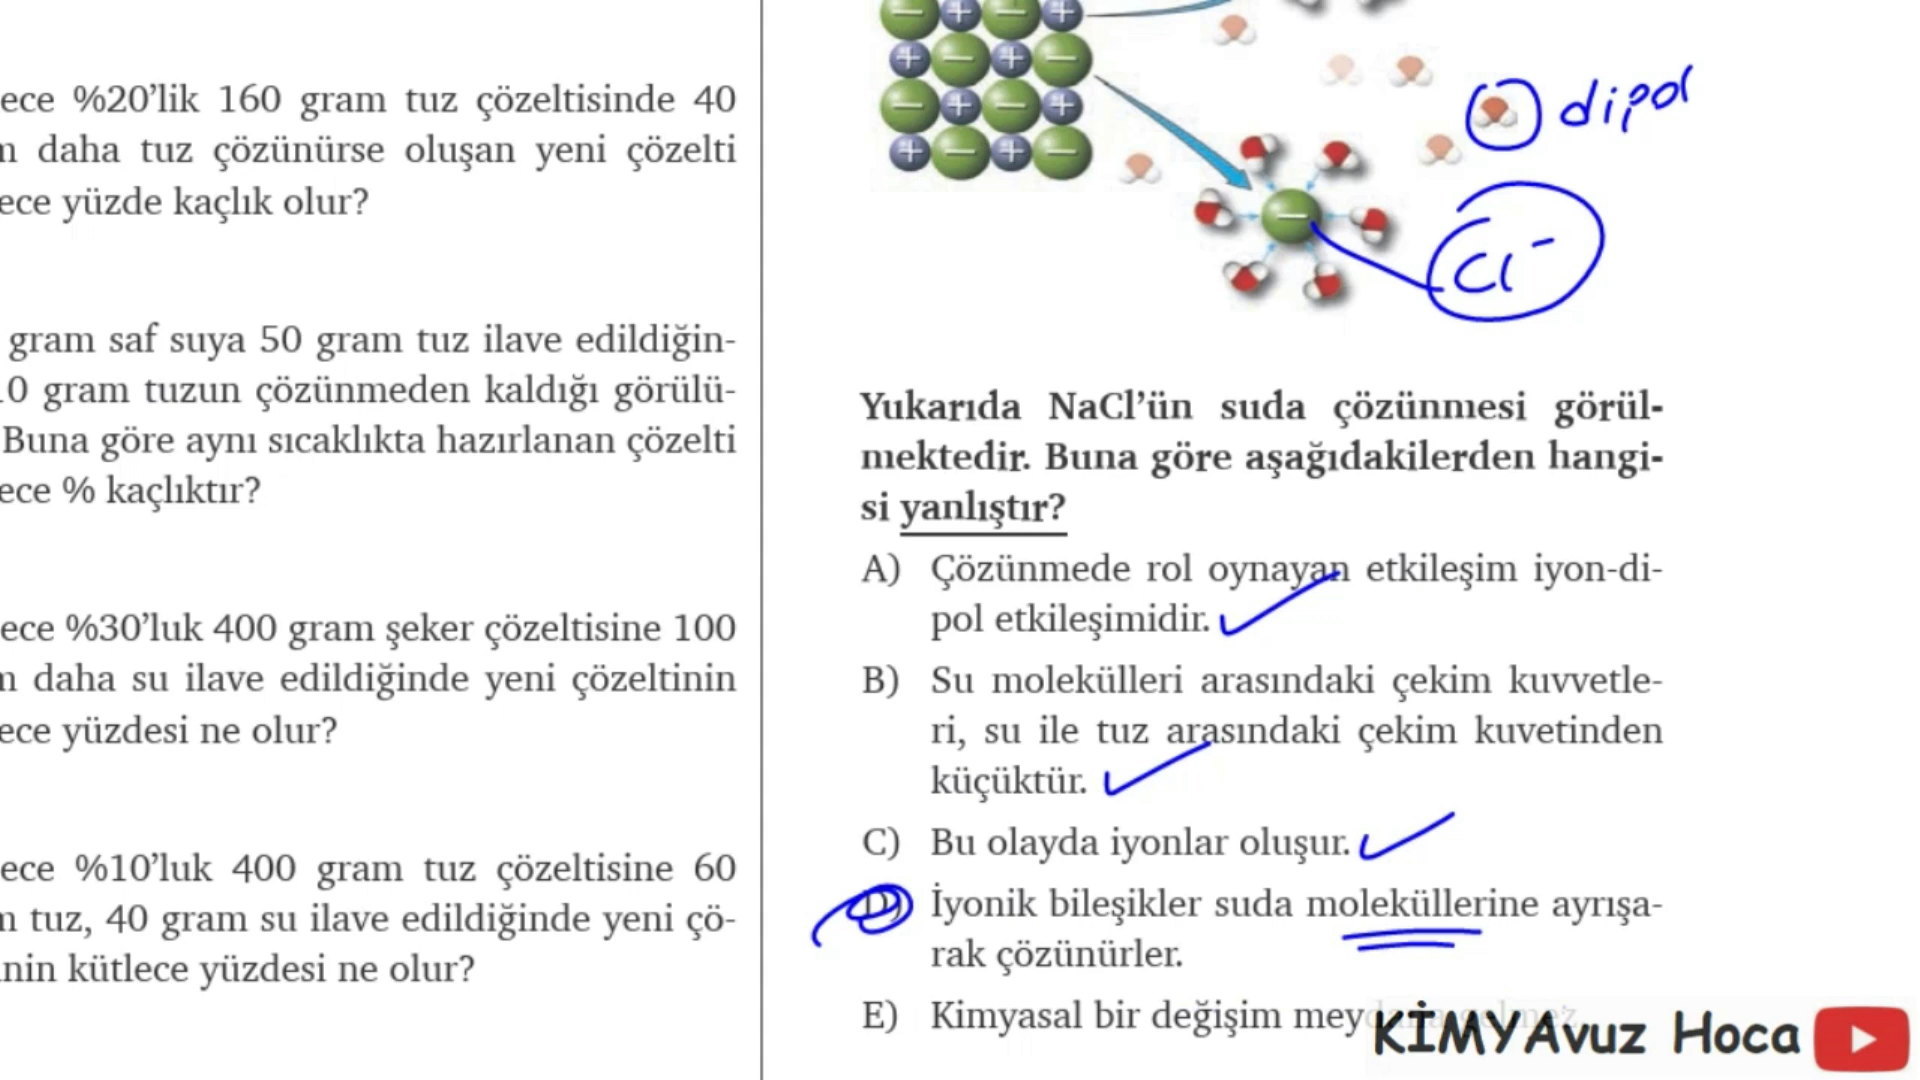 ece %20’lik 160 gram tuz çözeltisinde 40
daha tuz çözünürse oluşan yeni çözelti
ece yüzde kaçlık olur?
gram saf suya 50 gram tuz ilave edildiğin-
0 gram tuzun çözünmeden kaldığı görülü-
Buna göre aynı sıcaklıkta hazırlanan çözelti
ece % kaçlıktır?
ece %30’luk 400 gram şeker çözeltisine 100
daha su ilave edildiğinde yeni çözeltinin
ece yüzdesi ne olur?
ece %10’luk 400 gram tuz çözeltisine 60
tuz, 40 gram su ilave edildiğinde yeni çö-
nin kütlece yüzdesi ne olur?
− + − +
+ − + −
− + − +
+ − + −
dipol
−
Cl⁻
Yukarıda NaCl’ün suda çözünmesi görül-
mektedir. Buna göre aşağıdakilerden hangi-
si yanlıştır?
A) Çözünmede rol oynayan etkileşim iyon-di-
pol etkileşimidir.
B) Su molekülleri arasındaki çekim kuvvetle-
ri, su ile tuz arasındaki çekim kuvetinden
küçüktür.
C) Bu olayda iyonlar oluşur.
D) İyonik bileşikler suda moleküllerine ayrışa-
rak çözünürler.
E) Kimyasal bir değişim meydana gelmez.
KİMYAvuz Hoca